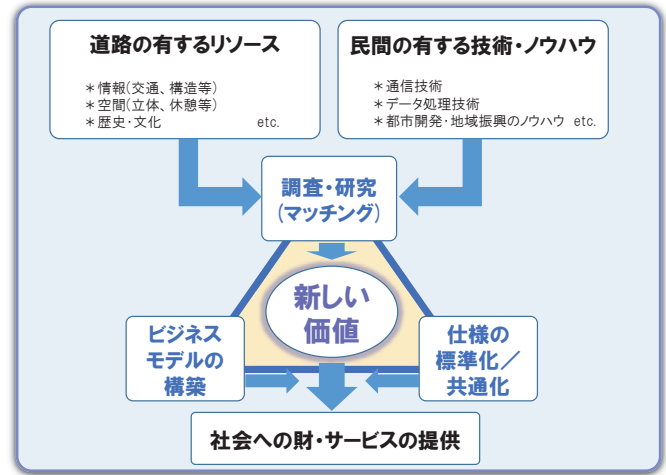 道路の有するリソース
＊情報(交通、構造等)
＊空間(立体、休憩等)
＊歴史・文化 etc.
民間の有する技術・ノウハウ
＊通信技術
＊データ処理技術
＊都市開発・地域振興のノウハウ etc.
調査・研究
(マッチング)
新しい
価値
ビジネス
モデルの
構築
仕様の
標準化／
共通化
社会への財・サービスの提供